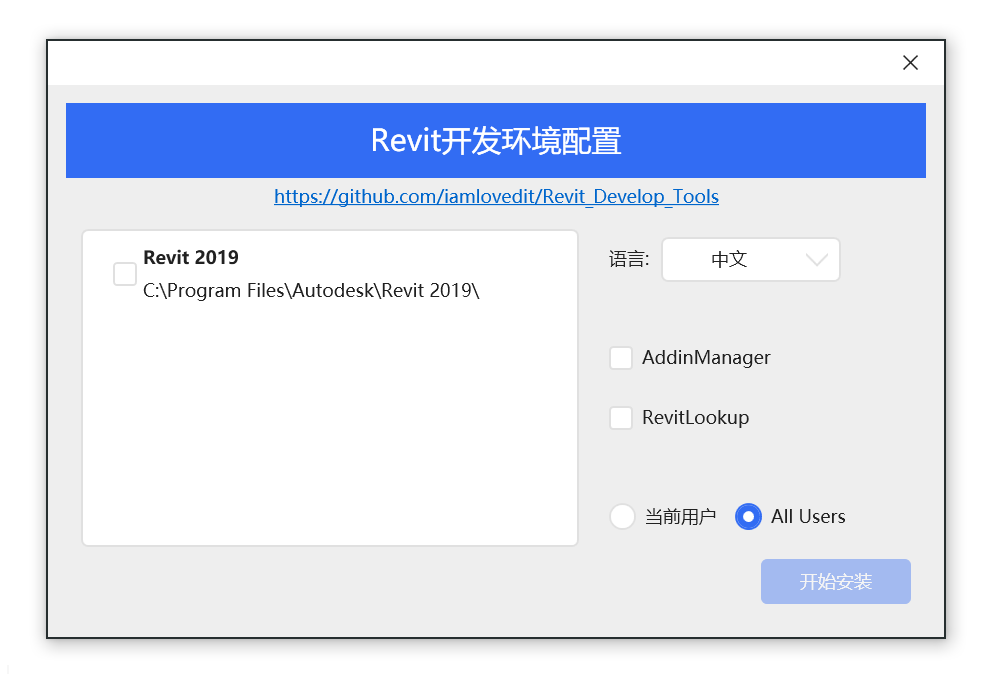 Revit开发环境配置
https://github.com/iamlovedit/Revit_Develop_Tools
Revit 2019
C:\Program Files\Autodesk\Revit 2019\
语言: 中文
AddinManager
RevitLookup
当前用户 All Users
开始安装